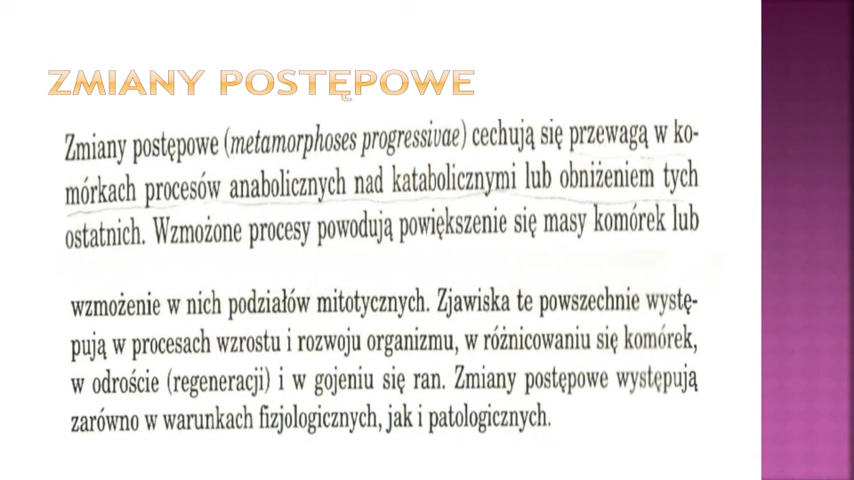 ZMIANY POSTĘPOWE
Zmiany postępowe (metamorphoses progressivae) cechują się przewagą w ko-
mórkach procesów anabolicznych nad katabolicznymi lub obniżeniem tych
ostatnich. Wzmożone procesy powodują powiększenie się masy komórek lub
wzmożenie w nich podziałów mitotycznych. Zjawiska te powszechnie wystę-
pują w procesach wzrostu i rozwoju organizmu, w różnicowaniu się komórek,
w odroście (regeneracji) i w gojeniu się ran. Zmiany postępowe występują
zarówno w warunkach fizjologicznych, jak i patologicznych.